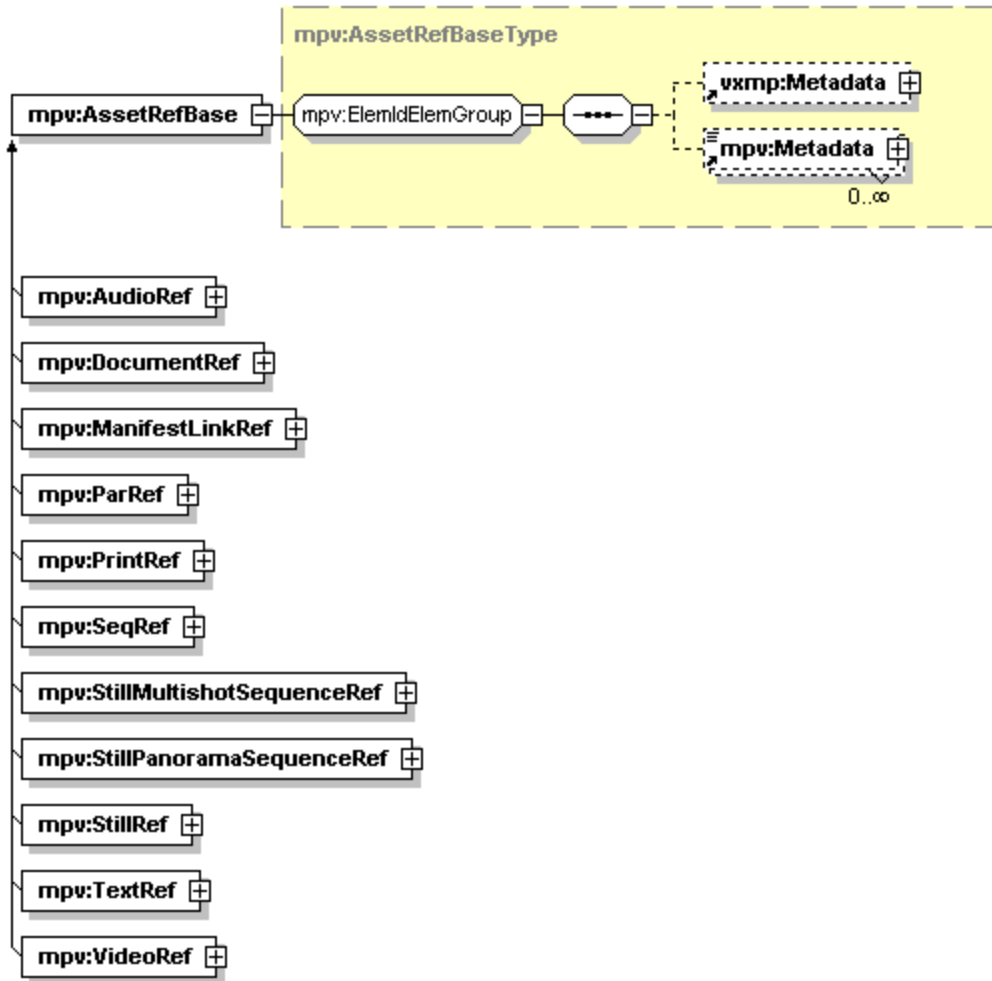 mpv:AssetRefBaseType
mpv:AssetRefBase
mpv:ElemIdElemGroup
vxmp:Metadata
mpv:Metadata
0..∞
mpv:AudioRef
mpv:DocumentRef
mpv:ManifestLinkRef
mpv:ParRef
mpv:PrintRef
mpv:SeqRef
mpv:StillMultishotSequenceRef
mpv:StillPanoramaSequenceRef
mpv:StillRef
mpv:TextRef
mpv:VideoRef